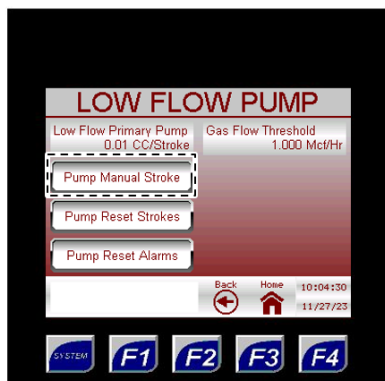 LOW FLOW PUMP
Low Flow Primary Pump
0.01 CC/Stroke
Gas Flow Threshold
1.000 Mcf/Hr
Pump Manual Stroke
Pump Reset Strokes
Pump Reset Alarms
Back
Home
10:04:30
11/27/23
SYSTEM
F1
F2
F3
F4